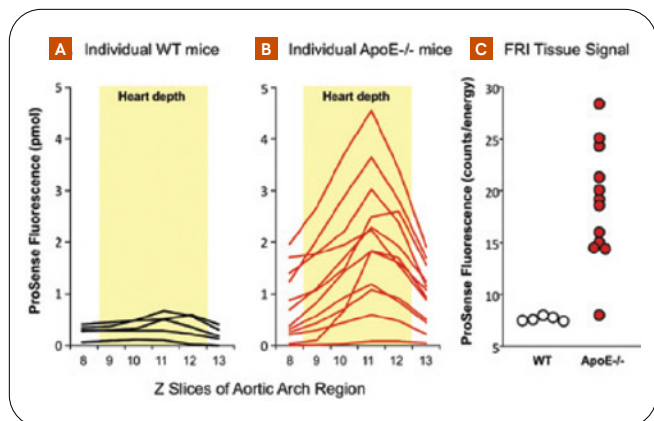 A Individual WT mice
B Individual ApoE-/- mice
C FRI Tissue Signal
ProSense Fluorescence (pmol)
5
4
3
2
1
0
Heart depth
8 9 10 11 12 13
5
4
3
2
1
0
Heart depth
8 9 10 11 12 13
Z Slices of Aortic Arch Region
ProSense Fluorescence (counts/energy)
30
25
20
15
10
5
WT ApoE-/-